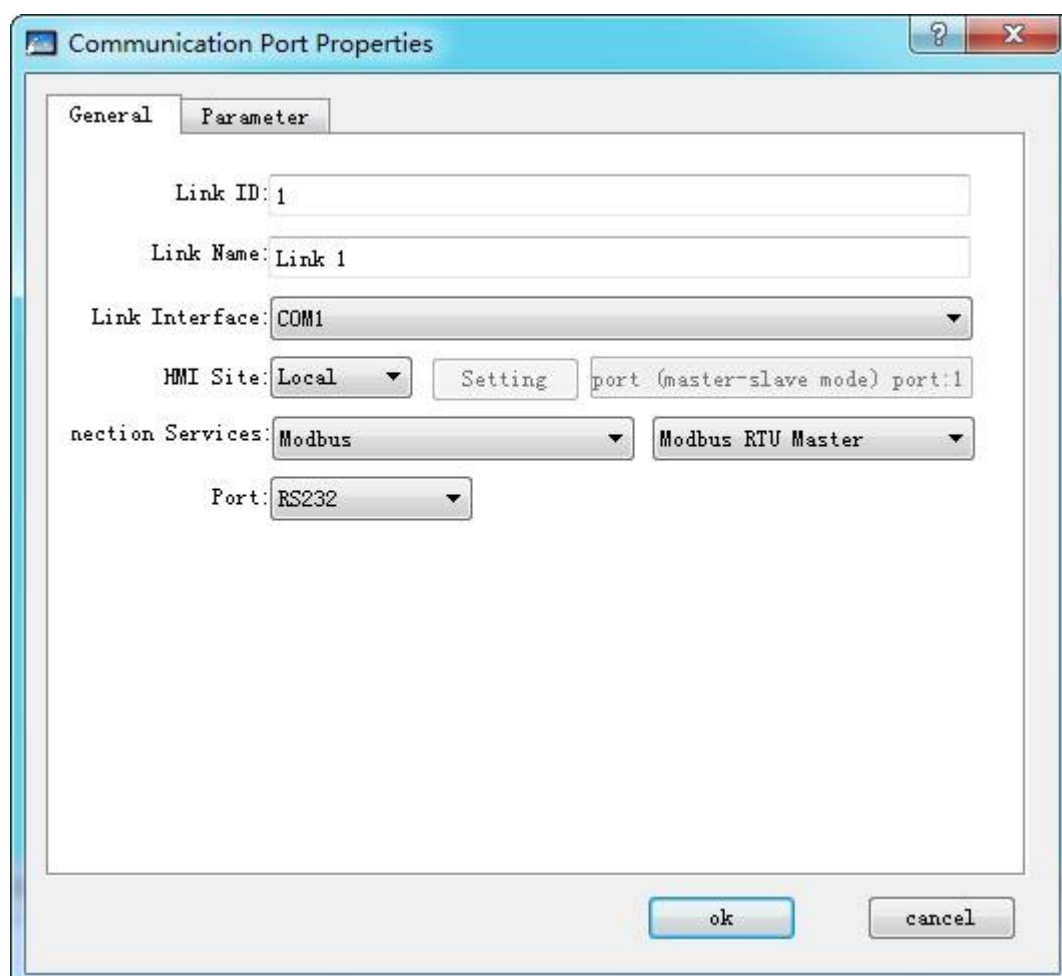 Communication Port Properties
General Parameter
Link ID: 1
Link Name: Link 1
Link Interface: COM1
HMI Site: Local Setting port (master-slave mode) port:1
nection Services: Modbus Modbus RTU Master
Port: RS232
ok cancel